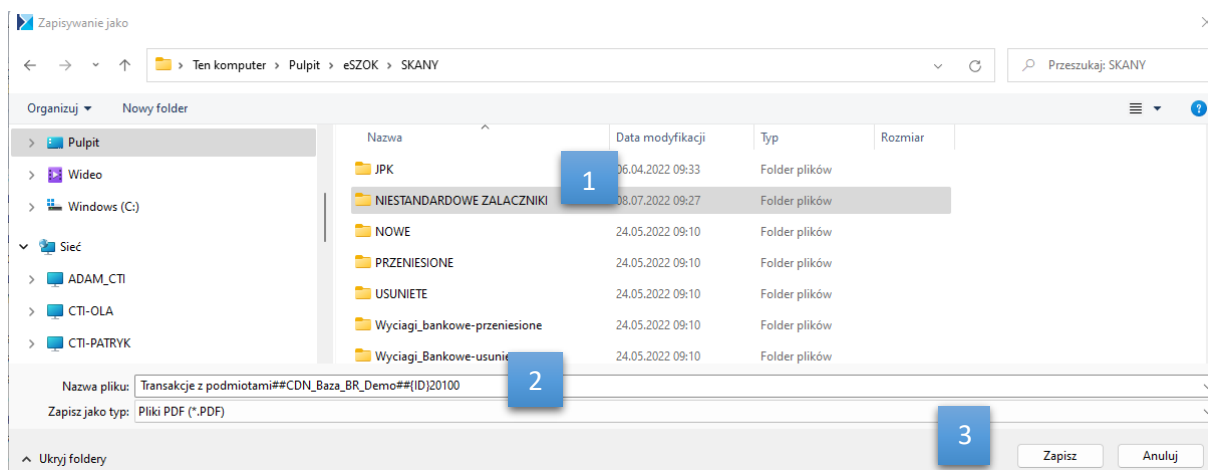 Zapisywanie jako
Ten komputer > Pulpit > eSZOK > SKANY
Przeszukaj: SKANY
Organizuj Nowy folder
Nazwa Data modyfikacji Typ Rozmiar
Pulpit
Wideo
Windows (C:)
Sieć
ADAM_CTI
CTI-OLA
CTI-PATRYK
JPK 06.04.2022 09:33 Folder plików
1
NIESTANDARDOWE ZALACZNIKI 08.07.2022 09:27 Folder plików
NOWE 24.05.2022 09:10 Folder plików
PRZENIESIONE 24.05.2022 09:10 Folder plików
USUNIETE 24.05.2022 09:10 Folder plików
Wyciagi_bankowe-przeniesione 24.05.2022 09:10 Folder plików
24.05.2022 09:10 Folder plików
2
Nazwa pliku: Transakcje z podmiotami##CDN_Baza_BR_Demo##{ID}20100
Zapisz jako typ: Pliki PDF (*.PDF)
3
Ukryj foldery
Zapisz Anuluj